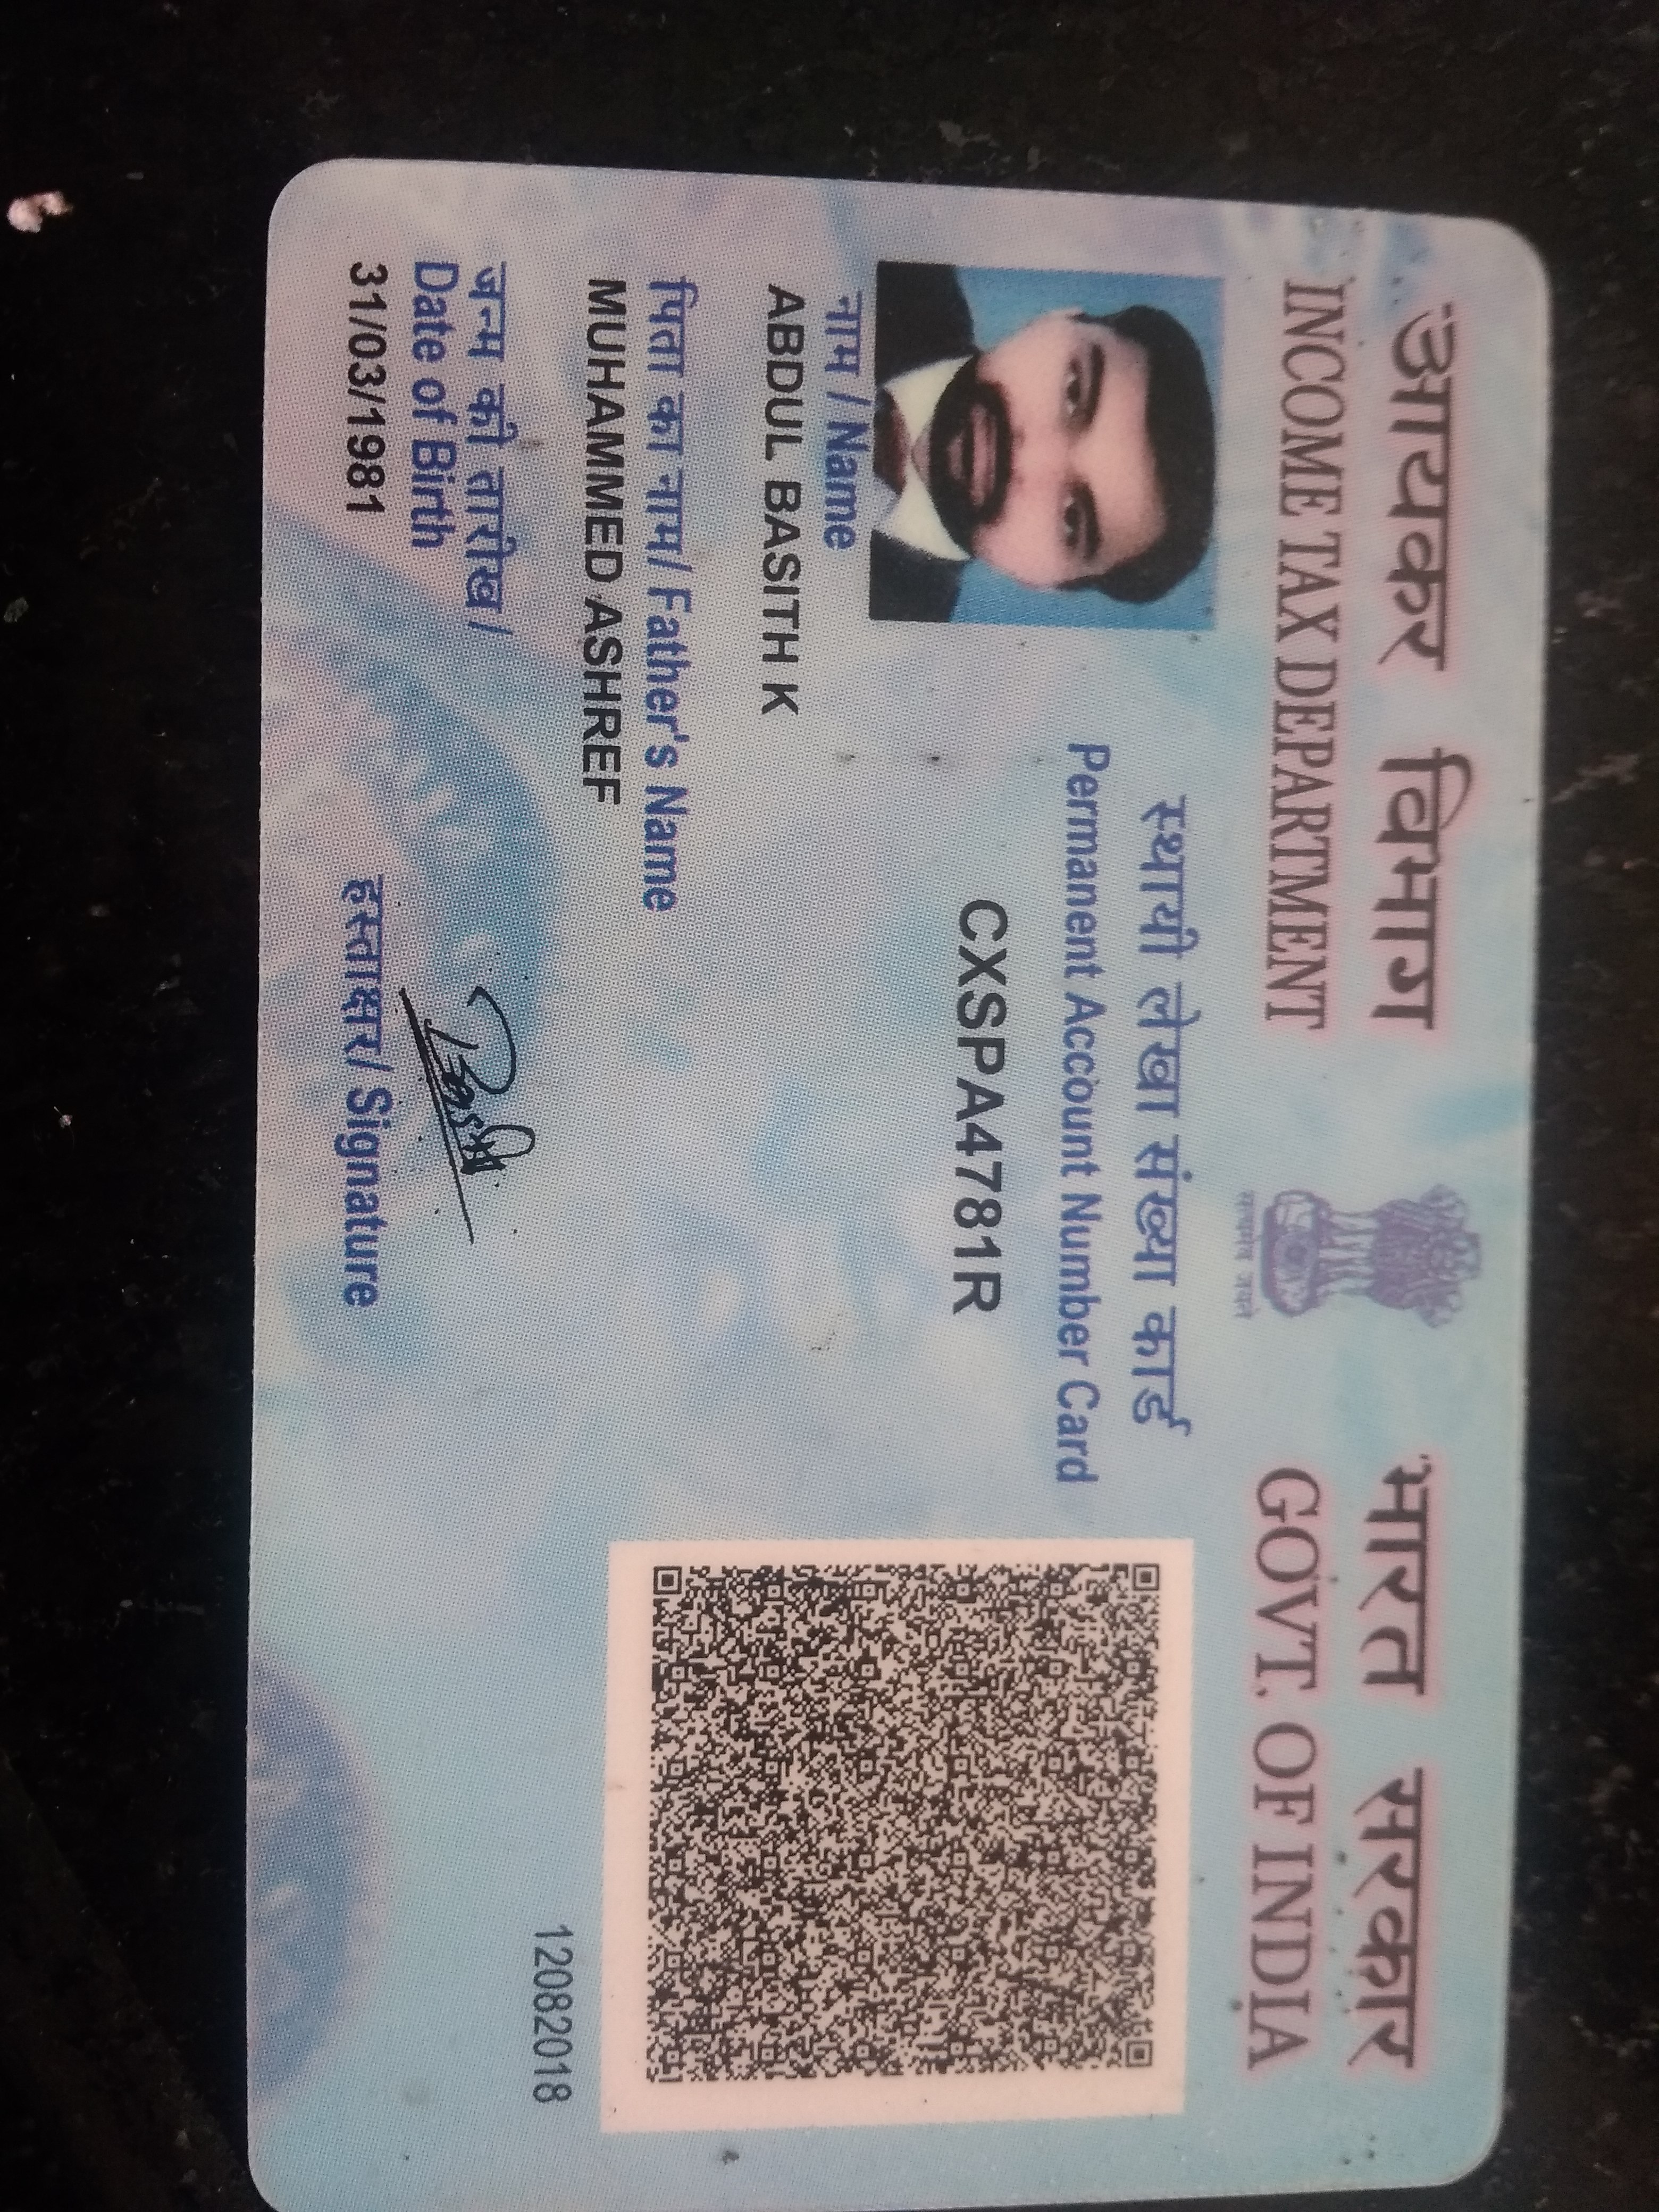 आयकर विभाग
INCOME TAX DEPARTMENT
सत्यमेव जयते
भारत सरकार
GOVT. OF INDIA
स्थायी लेखा संख्या कार्ड
Permanent Account Number Card
CXSPA4781R
नाम / Name
ABDUL BASITH K
पिता का नाम/ Father's Name
MUHAMMED ASHREF
जन्म की तारीख /
Date of Birth
31/03/1981
हस्ताक्षर/ Signature
12082018